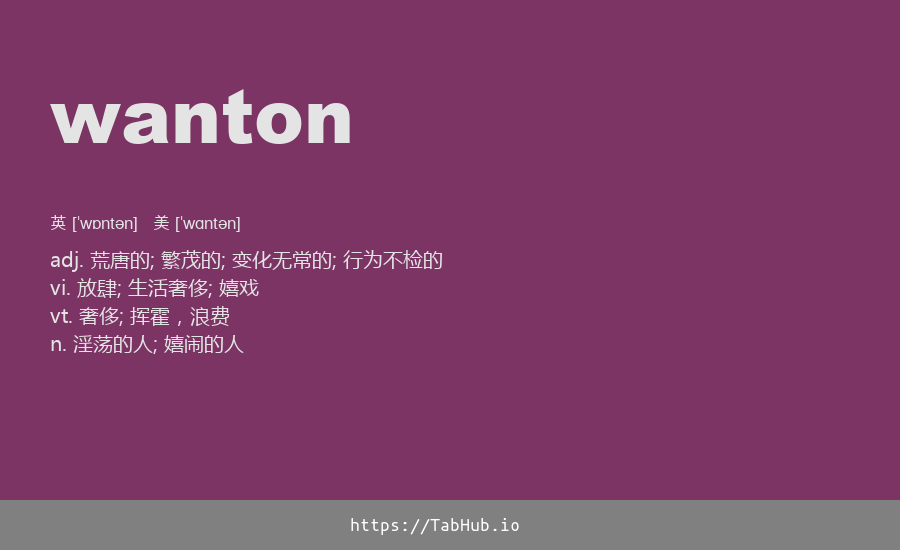 wanton
英 [ˈwɒntən] 美 [ˈwɑntən]
adj. 荒唐的; 繁茂的; 变化无常的; 行为不检的
vi. 放肆; 生活奢侈; 嬉戏
vt. 奢侈; 挥霍，浪费
n. 淫荡的人; 嬉闹的人
https://TabHub.io